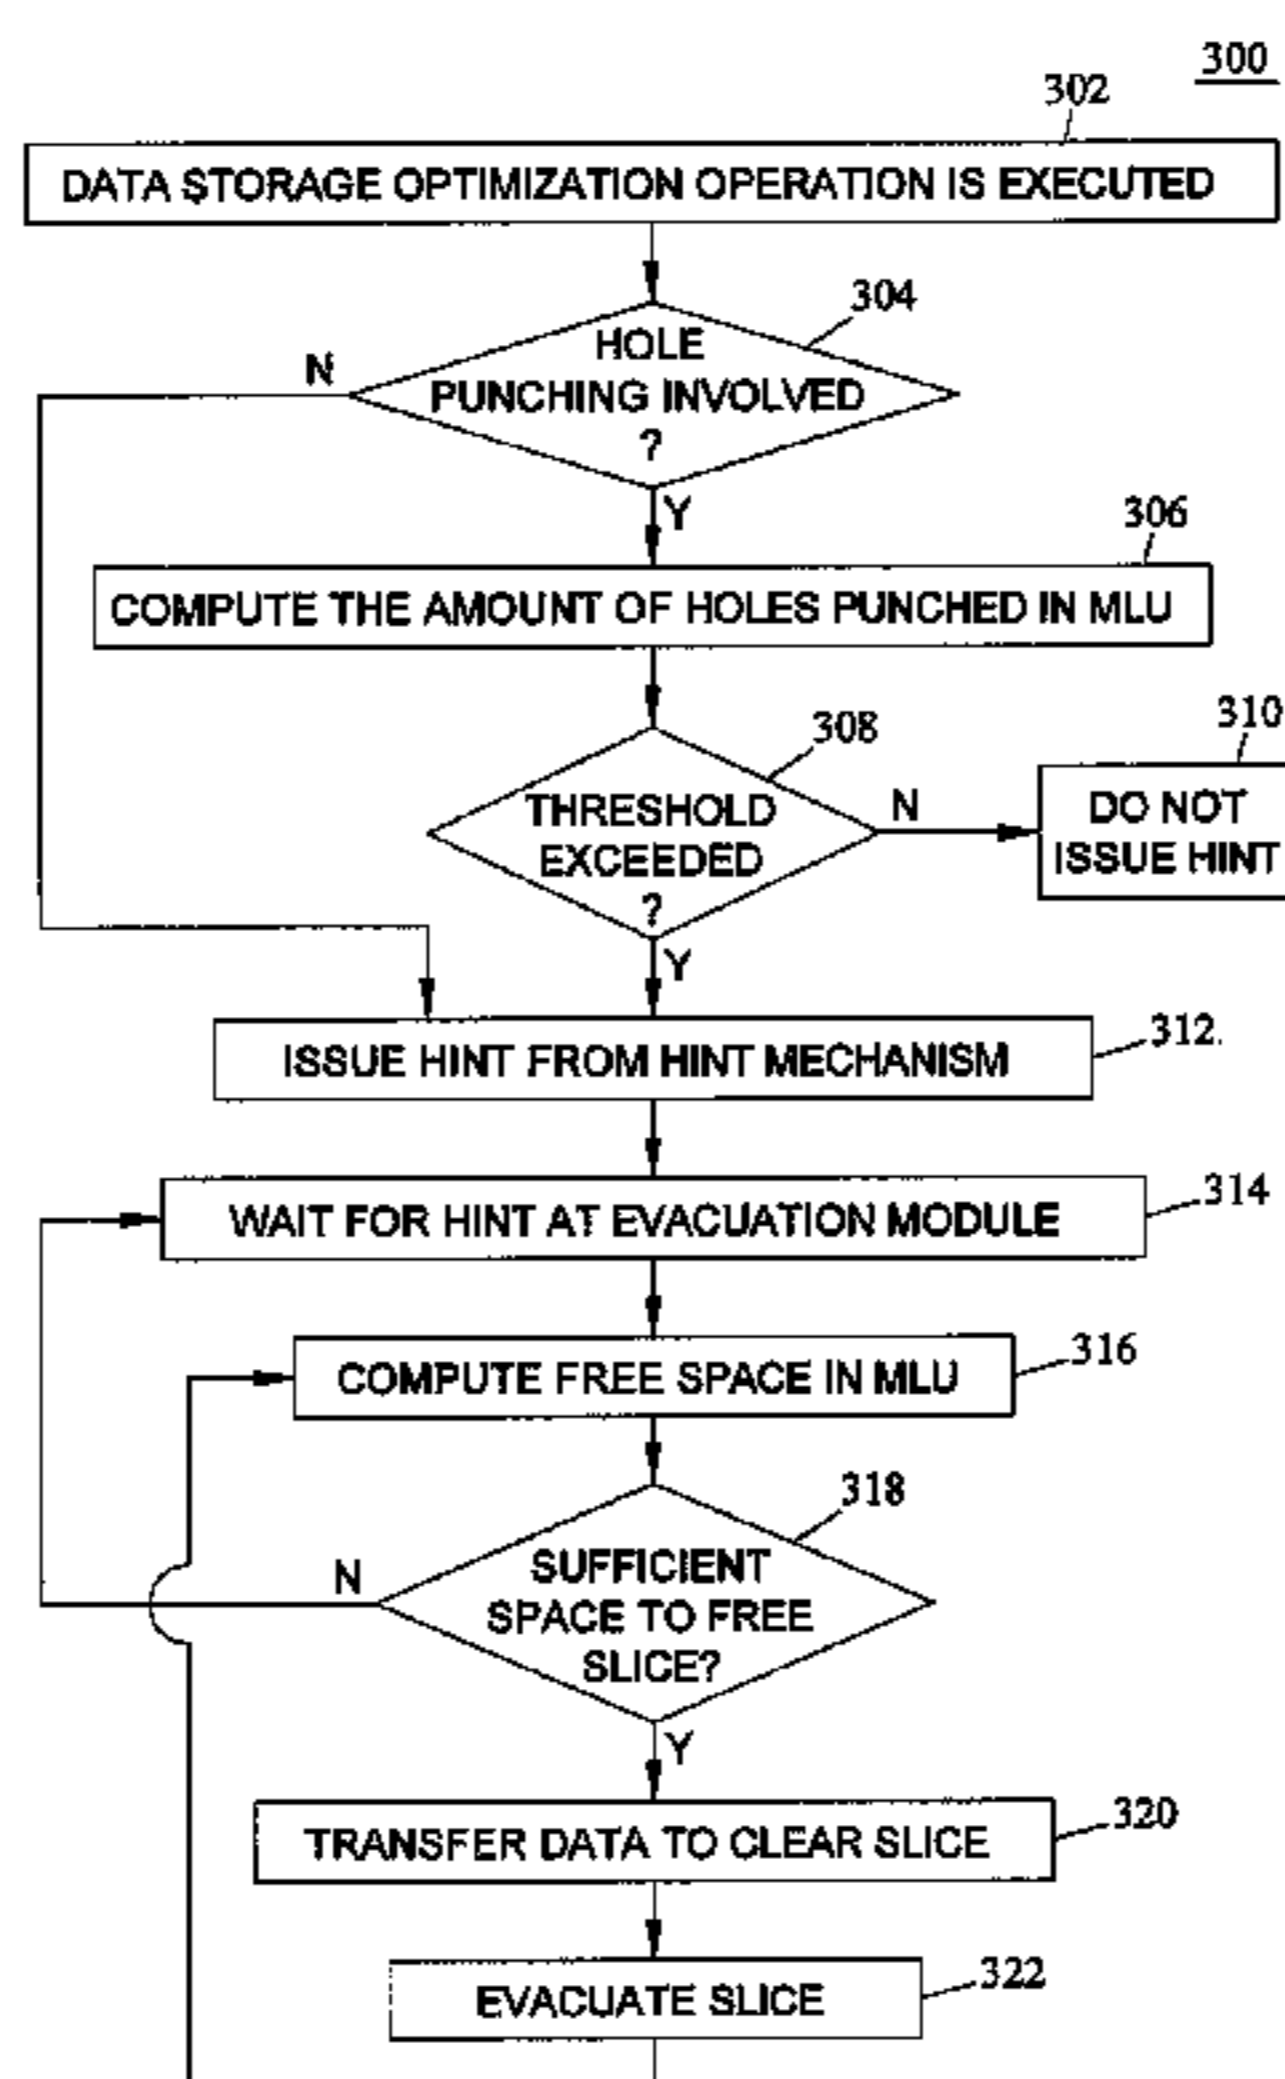 300
302
DATA STORAGE OPTIMIZATION OPERATION IS EXECUTED
304
HOLE
PUNCHING INVOLVED
?
N
Y
306
COMPUTE THE AMOUNT OF HOLES PUNCHED IN MLU
308
THRESHOLD
EXCEEDED
?
N
310
DO NOT
ISSUE HINT
Y
312
ISSUE HINT FROM HINT MECHANISM
314
WAIT FOR HINT AT EVACUATION MODULE
316
COMPUTE FREE SPACE IN MLU
318
SUFFICIENT
SPACE TO FREE
SLICE?
N
Y
320
TRANSFER DATA TO CLEAR SLICE
322
EVACUATE SLICE